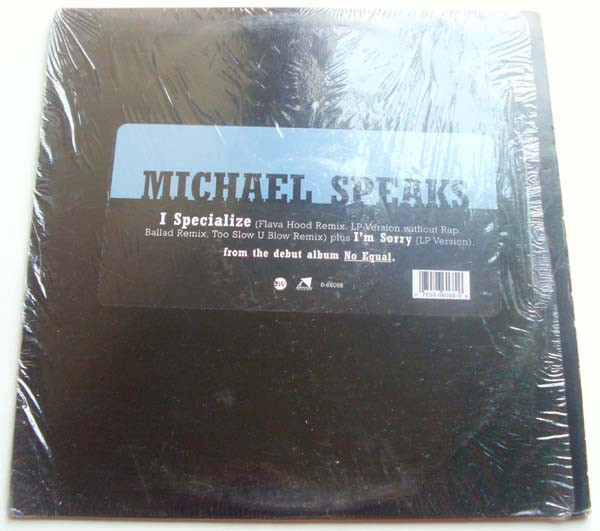 MICHAEL SPEAKS
I Specialize (Flava Hood Remix, LP Version without Rap,
Ballad Remix, Too Slow U Blow Remix) plus I'm Sorry (LP Version).
from the debut album No Equal.
ew 0-66068